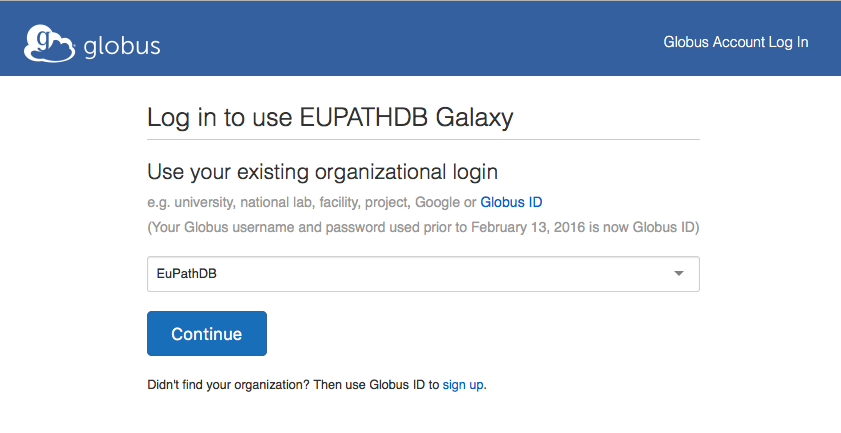 globus
Globus Account Log In
Log in to use EUPATHDB Galaxy
Use your existing organizational login
e.g. university, national lab, facility, project, Google or Globus ID
(Your Globus username and password used prior to February 13, 2016 is now Globus ID)
EuPathDB
Continue
Didn't find your organization? Then use Globus ID to sign up.